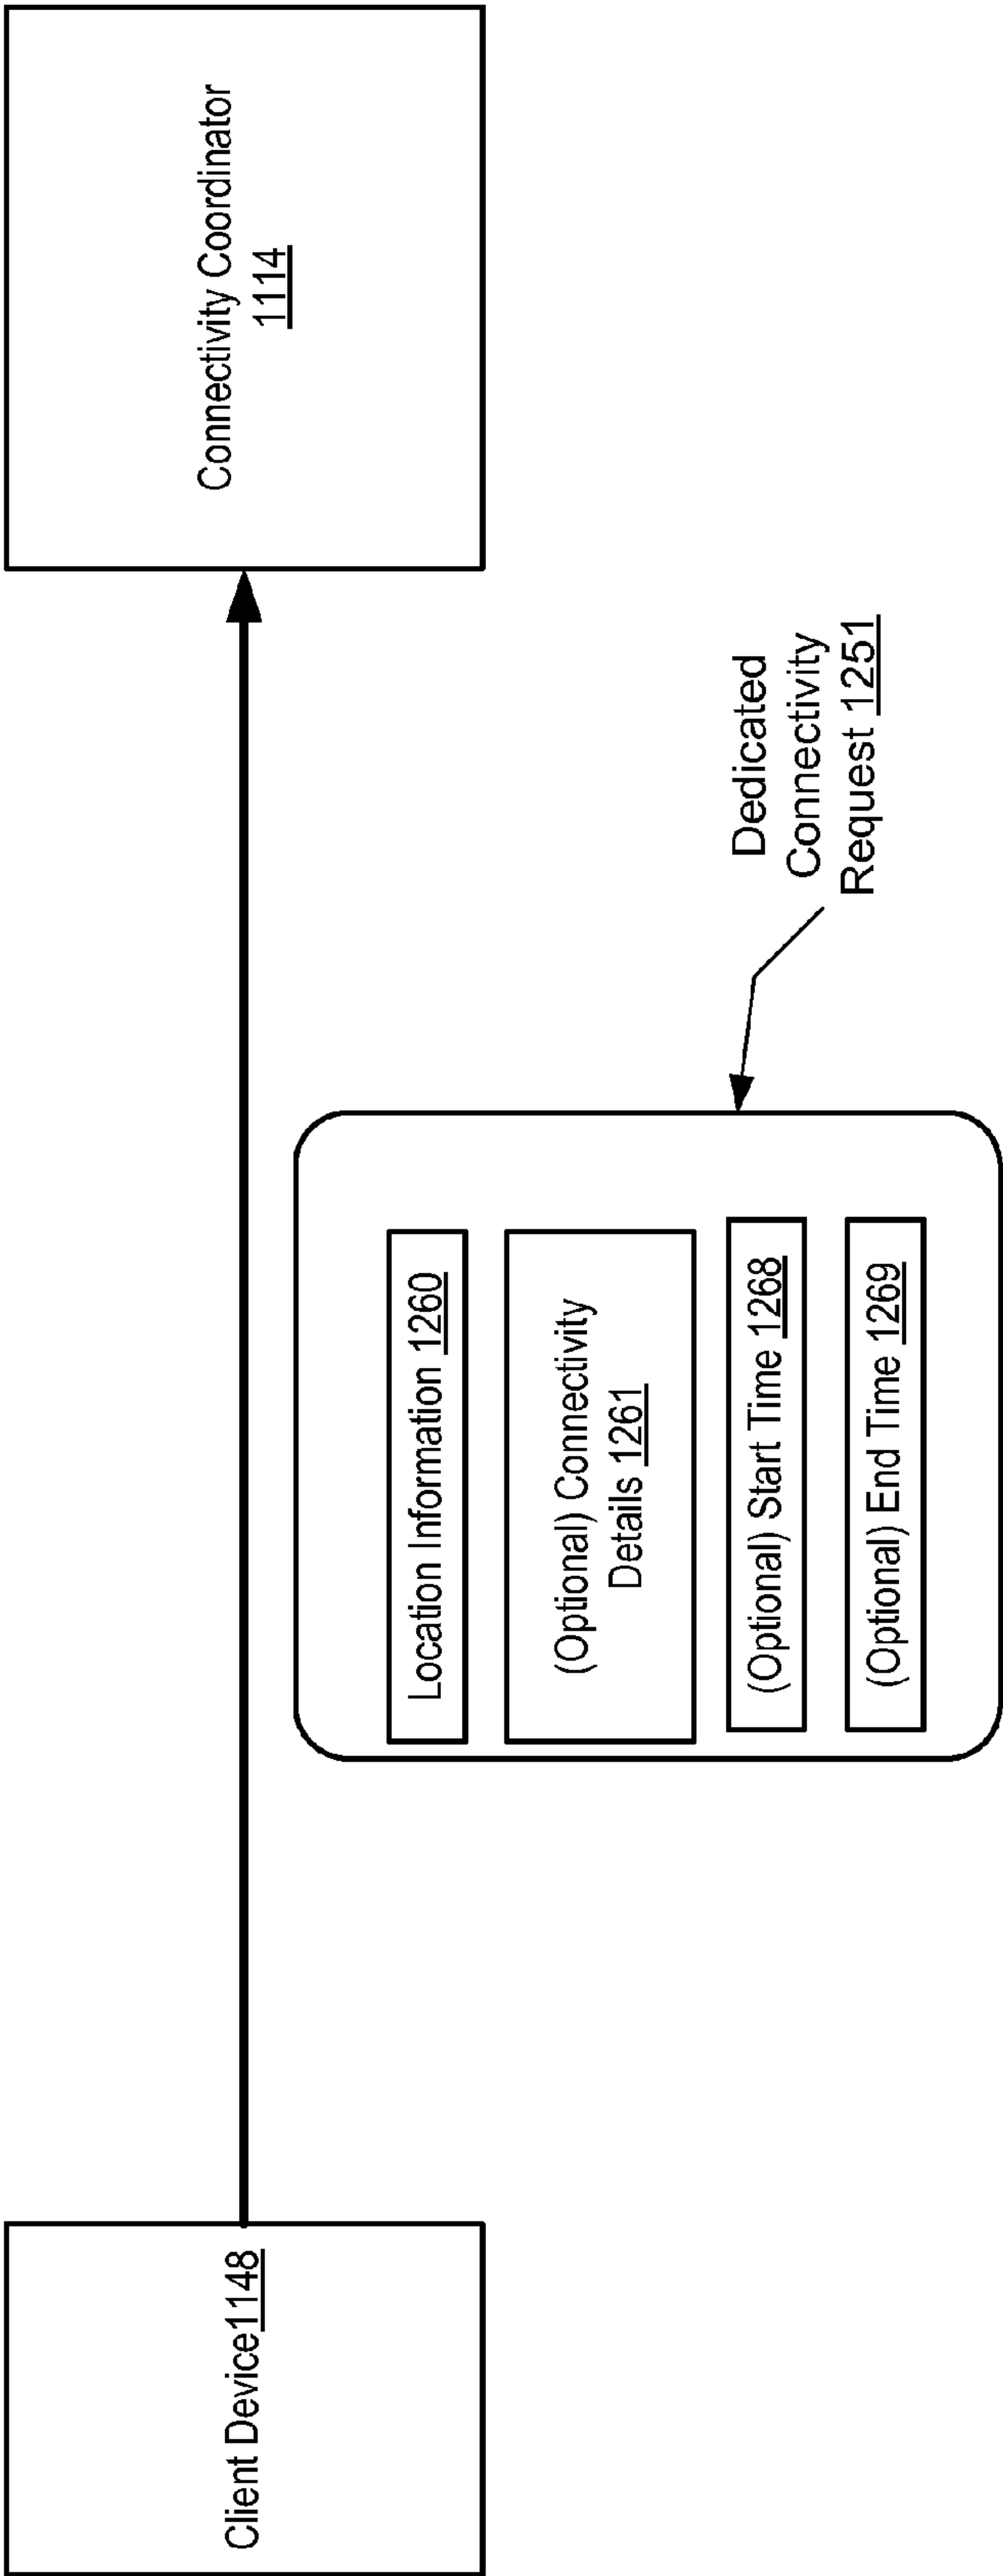 Client Device1148
Connectivity Coordinator
1114
Location Information 1260
(Optional) Connectivity
Details 1261
(Optional) Start Time 1268
(Optional) End Time 1269
Dedicated
Connectivity
Request 1251